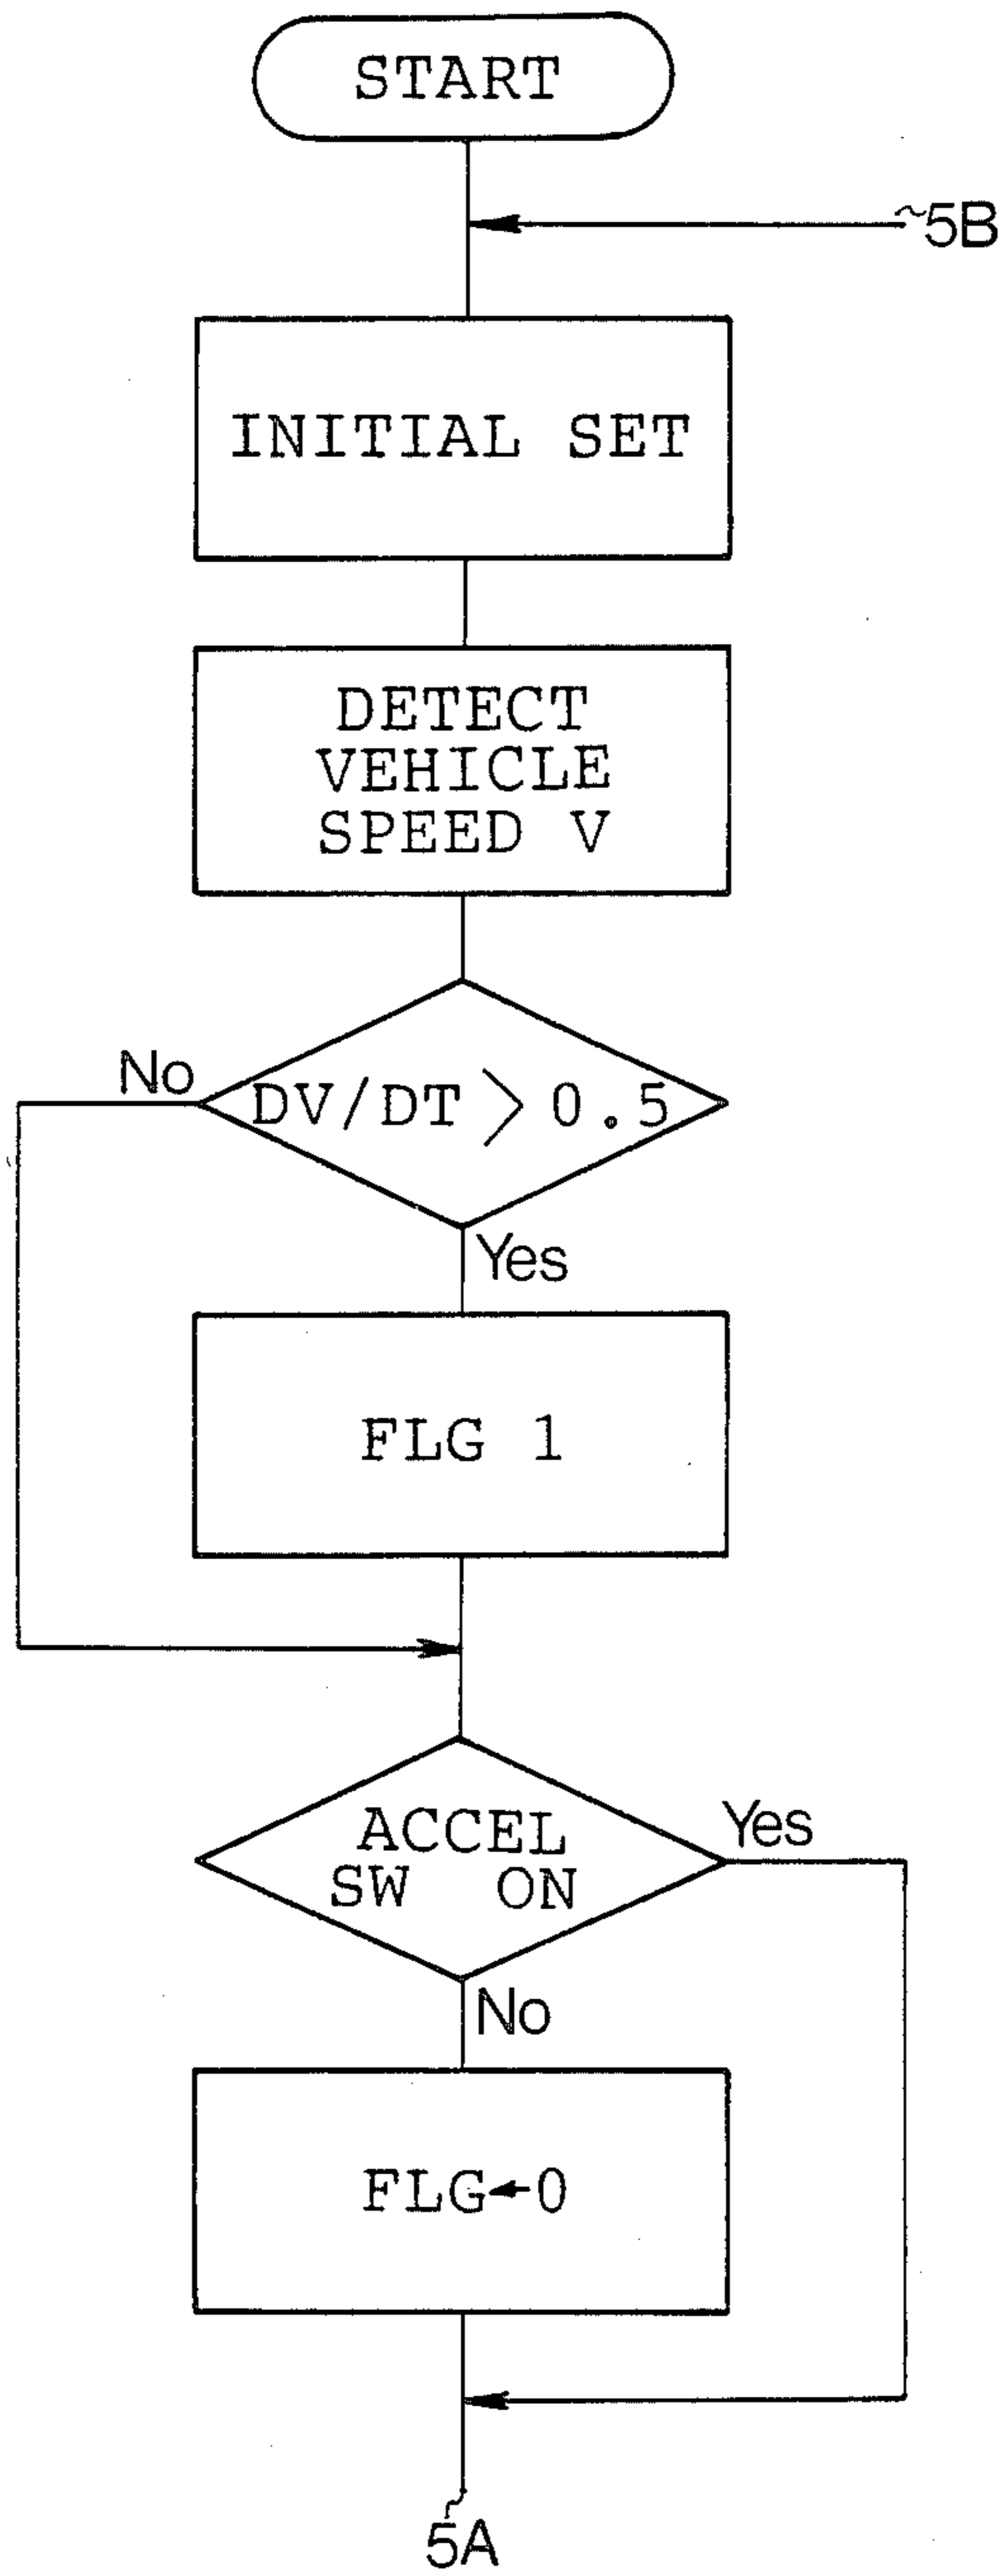 START
5B
INITIAL SET
DETECT
VEHICLE
SPEED V
No
DV/DT > 0.5
Yes
FLG 1
ACCEL
SW ON
Yes
No
FLG←0
5A